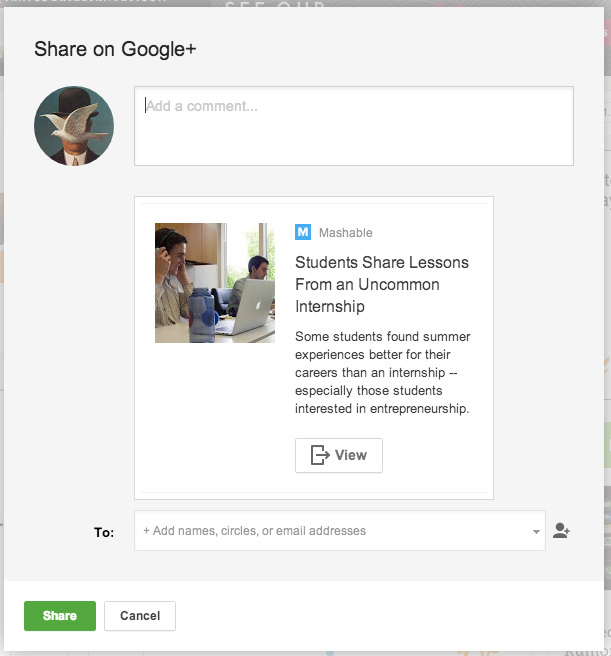 SEE OUR
Share on Google+
Add a comment...
M Mashable
Students Share Lessons
From an Uncommon
Internship
Some students found summer
experiences better for their
careers than an internship --
especially those students
interested in entrepreneurship.
View
To:
+ Add names, circles, or email addresses
Share
Cancel